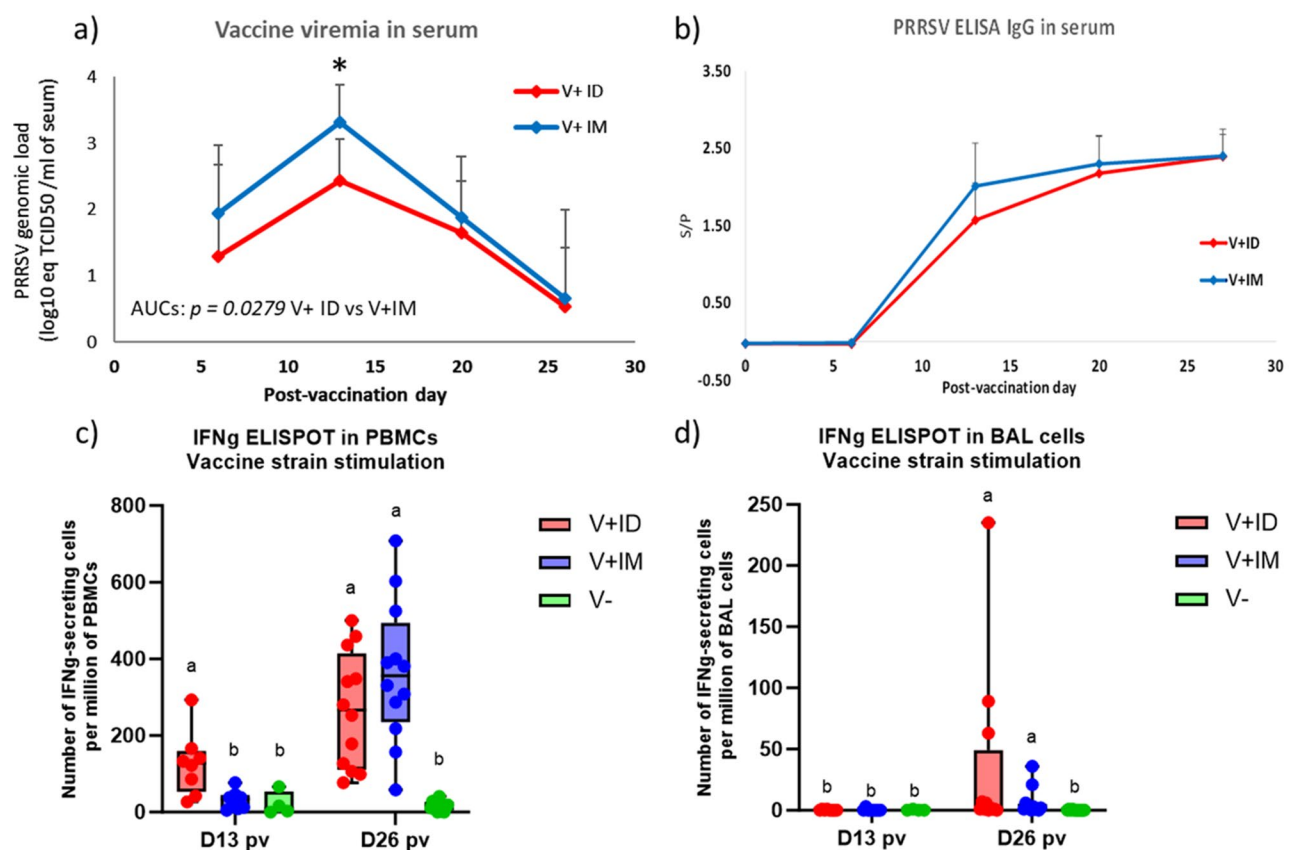 a)
Vaccine viremia in serum
*
V+ ID
V+ IM
PRRSV genomic load
(log10 eq TCID50 /ml of seum)
4
3
2
1
0
AUCs: p = 0.0279 V+ ID vs V+IM
0 5 10 15 20 25 30
Post-vaccination day
b)
PRRSV ELISA IgG in serum
S/P
3.50
2.50
1.50
0.50
-0.50
V+ID
V+IM
0 5 10 15 20 25 30
Post-vaccination day
c)
IFNg ELISPOT in PBMCs
Vaccine strain stimulation
Number of IFNg-secreting cells
per million of PBMCs
800
600
400
200
0
a
b
b
a
a
b
V+ID
V+IM
V-
D13 pv D26 pv
d)
IFNg ELISPOT in BAL cells
Vaccine strain stimulation
Number of IFNg-secreting cells
per million of BAL cells
250
200
150
100
50
0
b
b
b
a
a
b
V+ID
V+IM
V-
D13 pv D26 pv